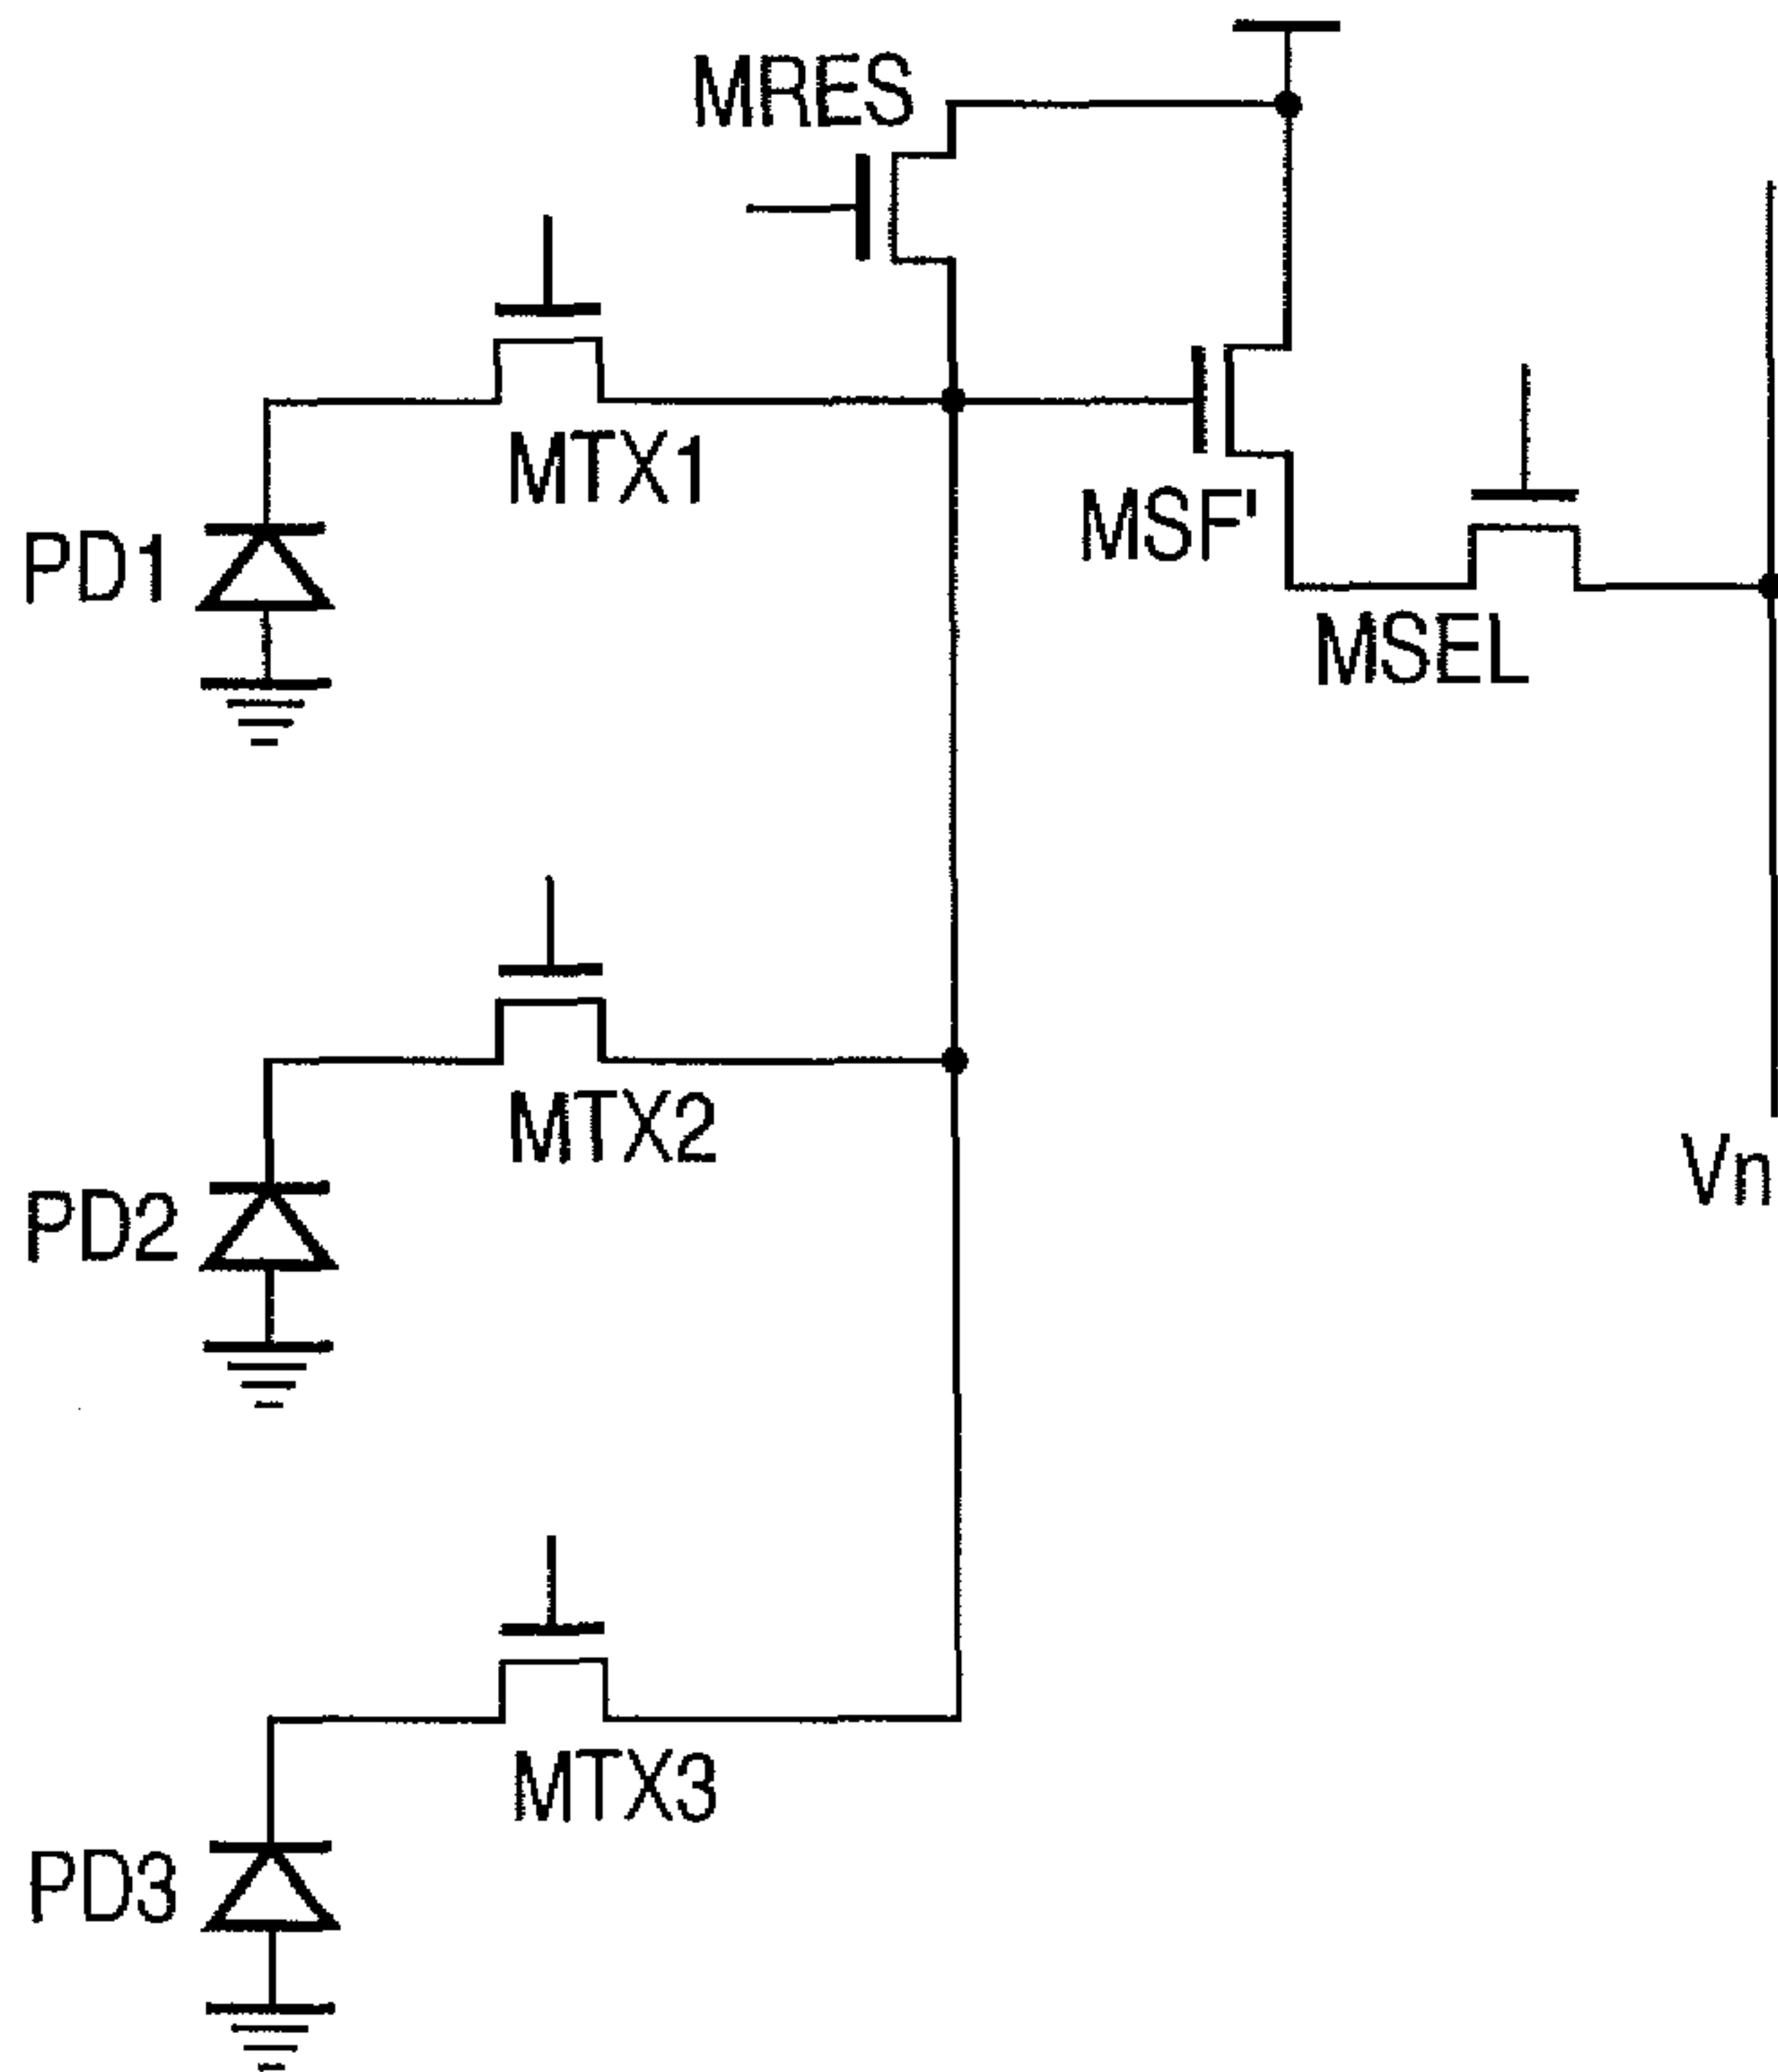 MRES
MTX1
MSF'
PD1
MSEL
MTX2
Vn
PD2
MTX3
PD3